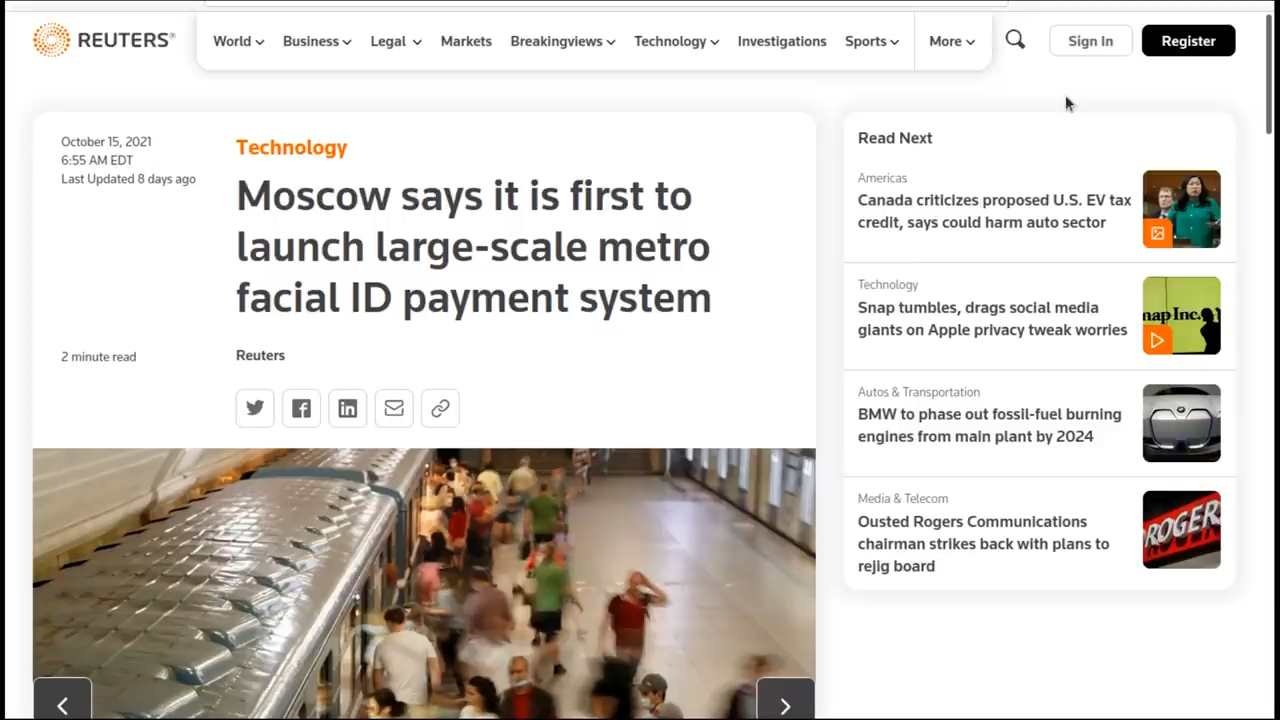 REUTERS®
World
Business
Legal
Markets
Breakingviews
Technology
Investigations
Sports
More
Sign In
Register
October 15, 2021
6:55 AM EDT
Last Updated 8 days ago
Technology
Moscow says it is first to
launch large-scale metro
facial ID payment system
2 minute read
Reuters
Read Next
Americas
Canada criticizes proposed U.S. EV tax
credit, says could harm auto sector
Technology
Snap tumbles, drags social media
giants on Apple privacy tweak worries
nap Inc.
Autos & Transportation
BMW to phase out fossil-fuel burning
engines from main plant by 2024
Media & Telecom
Ousted Rogers Communications
chairman strikes back with plans to
rejig board
ROGER